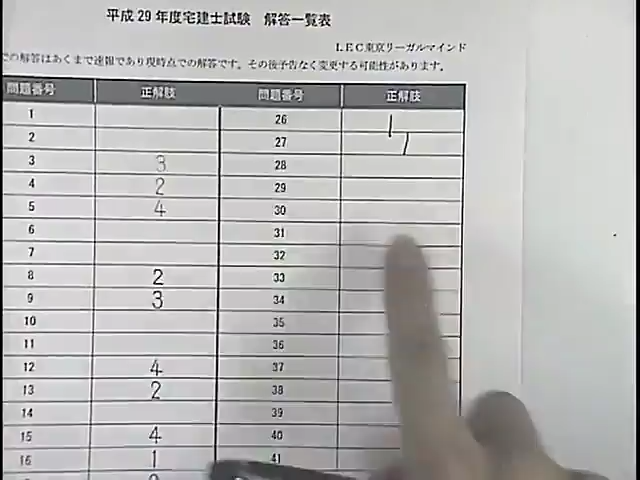 平成29年度宅建士試験 解答一覧表
LEC東京リーガルマインド
の解答はあくまで速報であり現時点での解答です。その後予告なく変更する可能性があります。
問題番号 正解肢 問題番号 正解肢
1 26 1
2 27 1
3 3 28
4 2 29
5 4 30
6 31
7 32
8 2 33
9 3 34
10 35
11 36
12 4 37
13 2 38
14 39
15 4 40
16 1 41